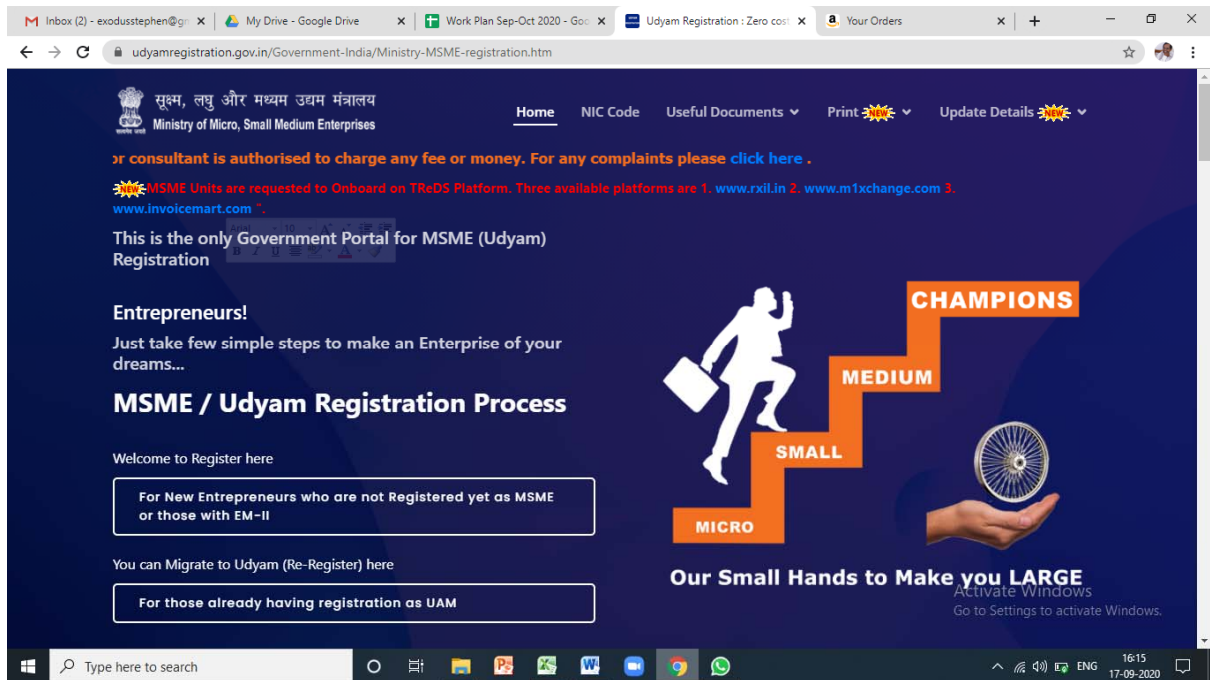 Inbox (2) - exodusstephen@gm
My Drive - Google Drive
Work Plan Sep-Oct 2020 - Goo
Udyam Registration : Zero cost
Your Orders
udyamregistration.gov.in/Government-India/Ministry-MSME-registration.htm
सूक्ष्म, लघु और मध्यम उद्यम मंत्रालय
Ministry of Micro, Small Medium Enterprises
Home NIC Code Useful Documents Print NEW Update Details NEW
or consultant is authorised to charge any fee or money. For any complaints please click here .
NEW MSME Units are requested to Onboard on TReDS Platform. Three available platforms are 1. www.rxil.in 2. www.m1xchange.com 3.
www.invoicemart.com ".
This is the only Government Portal for MSME (Udyam)
Registration
Entrepreneurs!
Just take few simple steps to make an Enterprise of your
dreams...
MSME / Udyam Registration Process
Welcome to Register here
For New Entrepreneurs who are not Registered yet as MSME
or those with EM-II
You can Migrate to Udyam (Re-Register) here
For those already having registration as UAM
CHAMPIONS
MEDIUM
SMALL
MICRO
Our Small Hands to Make you LARGE
Activate Windows
Go to Settings to activate Windows.
Type here to search
ENG
16:15
17-09-2020